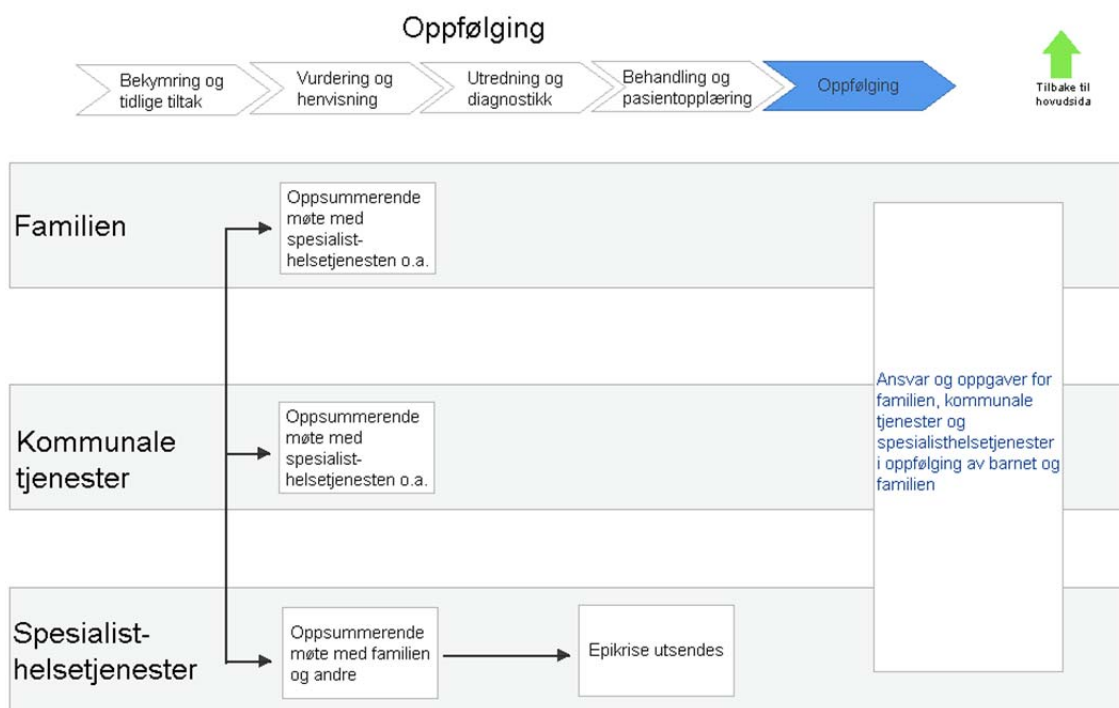 Oppfølging
Bekymring og
tidlige tiltak
Vurdering og
henvisning
Utredning og
diagnostikk
Behandling og
pasientopplæring
Oppfølging
Tilbake til
hovudsida
Familien
Oppsummerende
møte med
spesialist-
helsetjenesten o.a.
Kommunale
tjenester
Oppsummerende
møte med
spesialist-
helsetjenesten o.a.
Ansvar og oppgaver for
familien, kommunale
tjenester og
spesialisthelsetjenester
i oppfølging av barnet og
familien
Spesialist-
helsetjenester
Oppsummerende
møte med familien
og andre
Epikrise utsendes